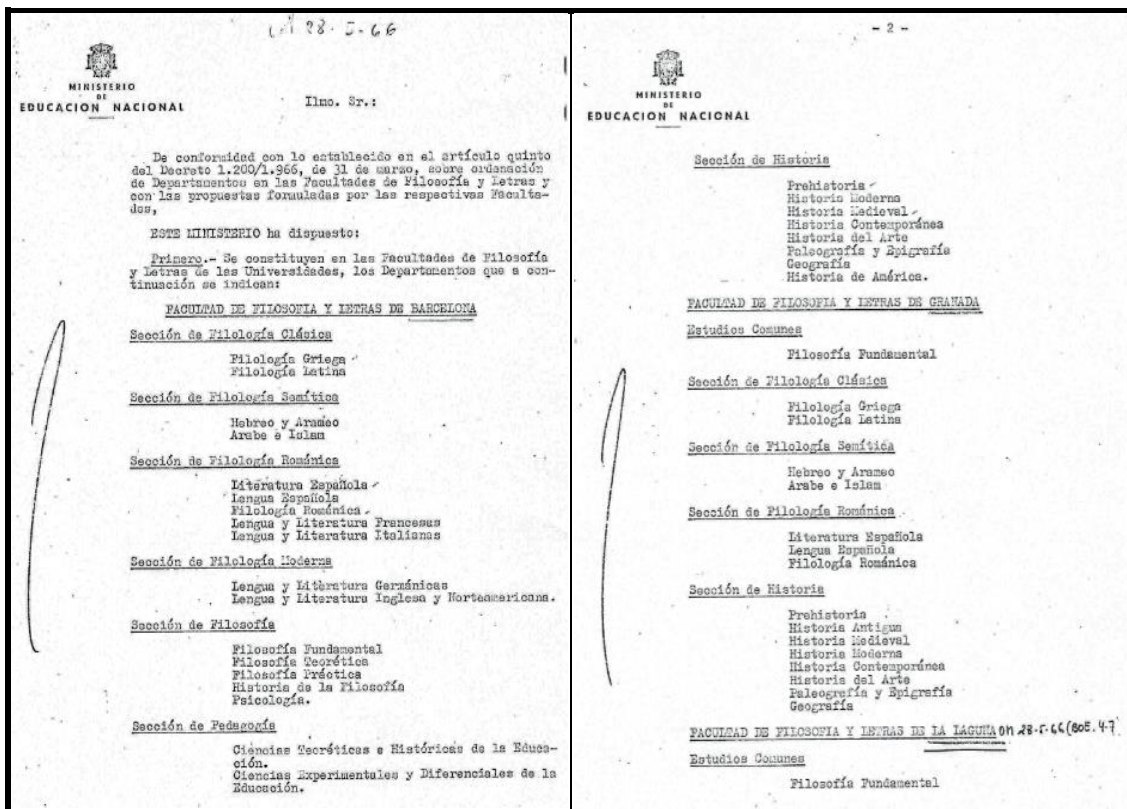 28-5-66
MINISTERIO
DE
EDUCACION NACIONAL
Ilmo. Sr.:
De conformidad con lo establecido en el artículo quinto
del Decreto 1.200/1.966, de 31 de marzo, sobre ordenación
de Departamentos en las Facultades de Filosofía y Letras y
con las propuestas formuladas por las respectivas Faculta-
des,
ESTE MINISTERIO ha dispuesto:
Primero.- Se constituyen en las Facultades de Filosofía
y Letras de las Universidades, los Departamentos que a con-
tinuación se indican:
FACULTAD DE FILOSOFIA Y LETRAS DE BARCELONA
Sección de Filología Clásica
Filología Griega
Filología Latina
Sección de Filología Semítica
Hebreo y Arameo
Arabe e Islam
Sección de Filología Románica
Literatura Española
Lengua Española
Filología Románica
Lengua y Literatura Francesas
Lengua y Literatura Italianas
Sección de Filología Moderna
Lengua y Literatura Germánicas
Lengua y Literatura Inglesa y Norteamericana.
Sección de Filosofía
Filosofía Fundamental
Filosofía Teorética
Filosofía Práctica
Historia de la Filosofía
Psicología.
Sección de Pedagogía
Ciencias Teoréticas e Históricas de la Educa-
ción.
Ciencias Experimentales y Diferenciales de la
Educación.
- 2 -
MINISTERIO
DE
EDUCACION NACIONAL
Sección de Historia
Prehistoria
Historia Moderna
Historia Medieval
Historia Contemporánea
Historia del Arte
Paleografía y Epigrafía
Geografía
Historia de América.
FACULTAD DE FILOSOFIA Y LETRAS DE GRANADA
Estudios Comunes
Filosofía Fundamental
Sección de Filología Clásica
Filología Griega
Filología Latina
Sección de Filología Semítica
Hebreo y Arameo
Arabe e Islam
Sección de Filología Románica
Literatura Española
Lengua Española
Filología Románica
Sección de Historia
Prehistoria
Historia Antigua
Historia Medieval
Historia Moderna
Historia Contemporánea
Historia del Arte
Paleografía y Epigrafía
Geografía
FACULTAD DE FILOSOFIA Y LETRAS DE LA LAGUNA OM 28-5-66 (BOE. 4-7
Estudios Comunes
Filosofía Fundamental